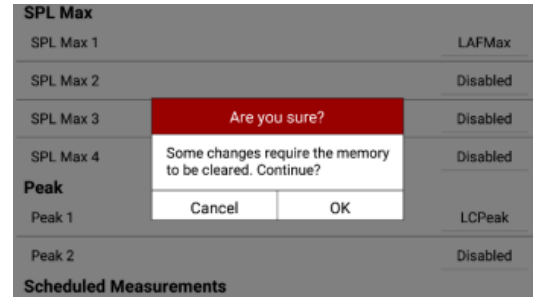 SPL Max
SPL Max 1 LAFMax
SPL Max 2 Disabled
SPL Max 3 Disabled
SPL Max 4 Disabled
Are you sure?
Some changes require the memory
to be cleared. Continue?
Cancel OK
Peak
Peak 1 LCPeak
Peak 2 Disabled
Scheduled Measurements